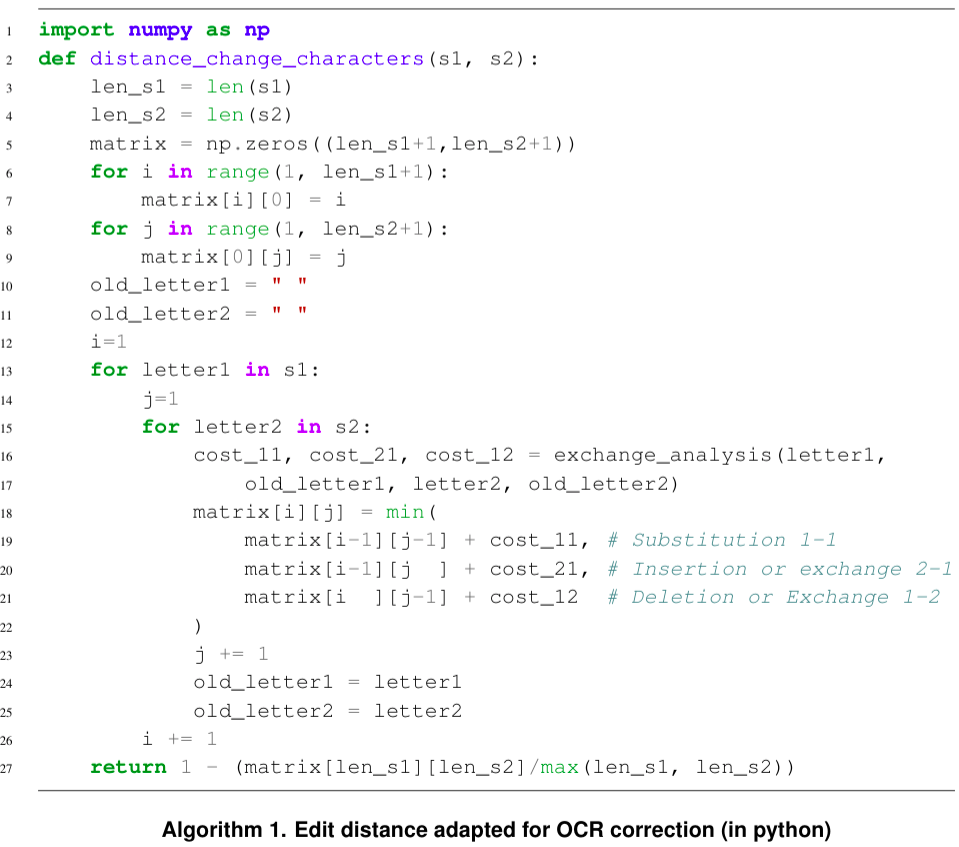 1 import numpy as np
2 def distance_change_characters(s1, s2):
3     len_s1 = len(s1)
4     len_s2 = len(s2)
5     matrix = np.zeros((len_s1+1,len_s2+1))
6     for i in range(1, len_s1+1):
7         matrix[i][0] = i
8     for j in range(1, len_s2+1):
9         matrix[0][j] = j
10     old_letter1 = " "
11     old_letter2 = " "
12     i=1
13     for letter1 in s1:
14         j=1
15         for letter2 in s2:
16             cost_11, cost_21, cost_12 = exchange_analysis(letter1,
17                 old_letter1, letter2, old_letter2)
18             matrix[i][j] = min(
19                 matrix[i-1][j-1] + cost_11, # Substitution 1-1
20                 matrix[i-1][j  ] + cost_21, # Insertion or exchange 2-1
21                 matrix[i  ][j-1] + cost_12  # Deletion or Exchange 1-2
22             )
23             j += 1
24             old_letter1 = letter1
25             old_letter2 = letter2
26         i += 1
27     return 1 - (matrix[len_s1][len_s2]/max(len_s1, len_s2))
Algorithm 1. Edit distance adapted for OCR correction (in python)